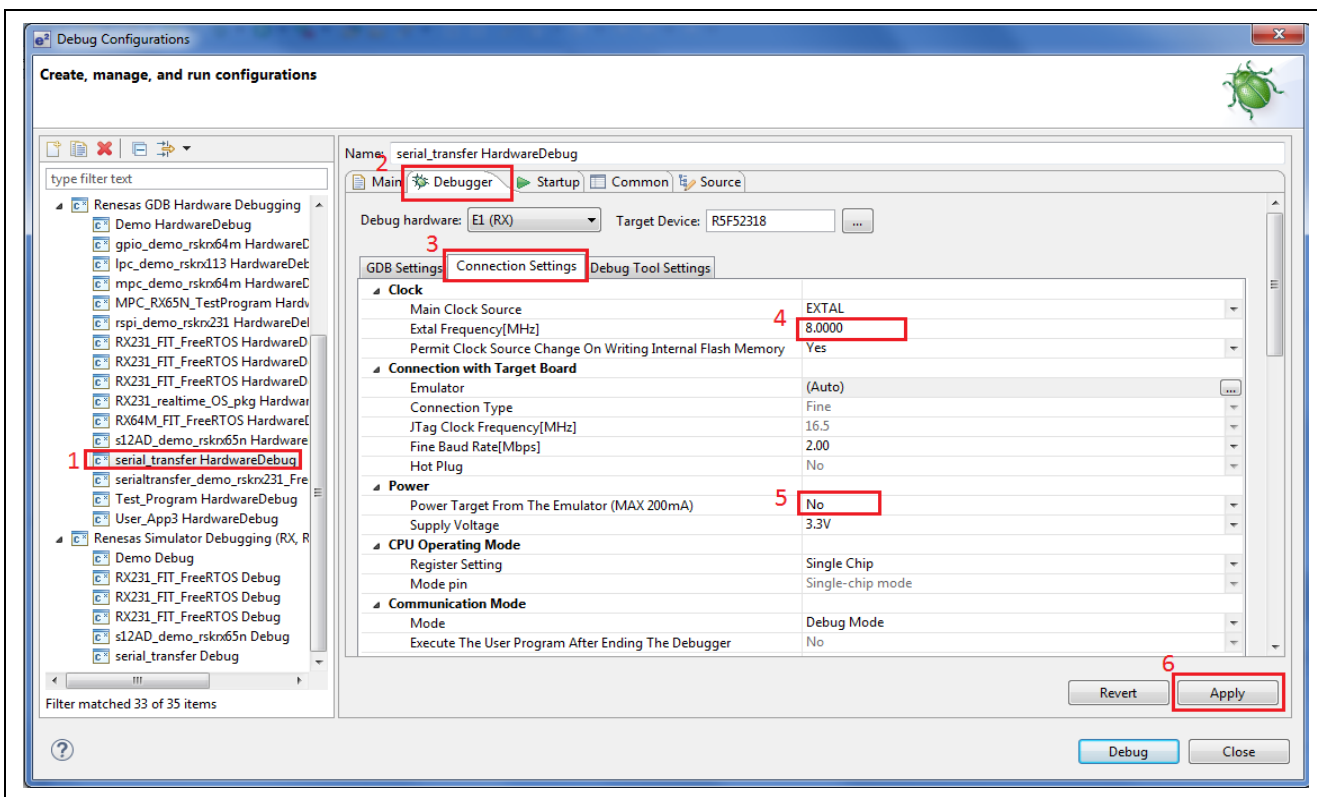 e² Debug Configurations
Create, manage, and run configurations
type filter text
Renesas GDB Hardware Debugging
Demo HardwareDebug
gpio_demo_rskrx64m HardwareD
lpc_demo_rskrx113 HardwareDet
mpc_demo_rskrx64m HardwareD
MPC_RX65N_TestProgram Hardw
rspi_demo_rskrx231 HardwareDel
RX231_FIT_FreeRTOS HardwareD
RX231_FIT_FreeRTOS HardwareD
RX231_FIT_FreeRTOS HardwareD
RX231_realtime_OS_pkg Hardwar
RX64M_FIT_FreeRTOS HardwareD
s12AD_demo_rskrx65n Hardware
1 serial_transfer HardwareDebug
serialtransfer_demo_rskrx231_Fre
Test_Program HardwareDebug
User_App3 HardwareDebug
Renesas Simulator Debugging (RX, R
Demo Debug
RX231_FIT_FreeRTOS Debug
RX231_FIT_FreeRTOS Debug
RX231_FIT_FreeRTOS Debug
s12AD_demo_rskrx65n Debug
serial_transfer Debug
Filter matched 33 of 35 items
Name: serial_transfer HardwareDebug
2
Main Debugger Startup Common Source
Debug hardware: E1 (RX) Target Device: R5F52318 ...
3
GDB Settings Connection Settings Debug Tool Settings
Clock
Main Clock Source EXTAL
Extal Frequency[MHz] 4 8.0000
Permit Clock Source Change On Writing Internal Flash Memory Yes
Connection with Target Board
Emulator (Auto) ...
Connection Type Fine
JTag Clock Frequency[MHz] 16.5
Fine Baud Rate[Mbps] 2.00
Hot Plug No
Power
Power Target From The Emulator (MAX 200mA) 5 No
Supply Voltage 3.3V
CPU Operating Mode
Register Setting Single Chip
Mode pin Single-chip mode
Communication Mode
Mode Debug Mode
Execute The User Program After Ending The Debugger No
6
Revert Apply
? Debug Close